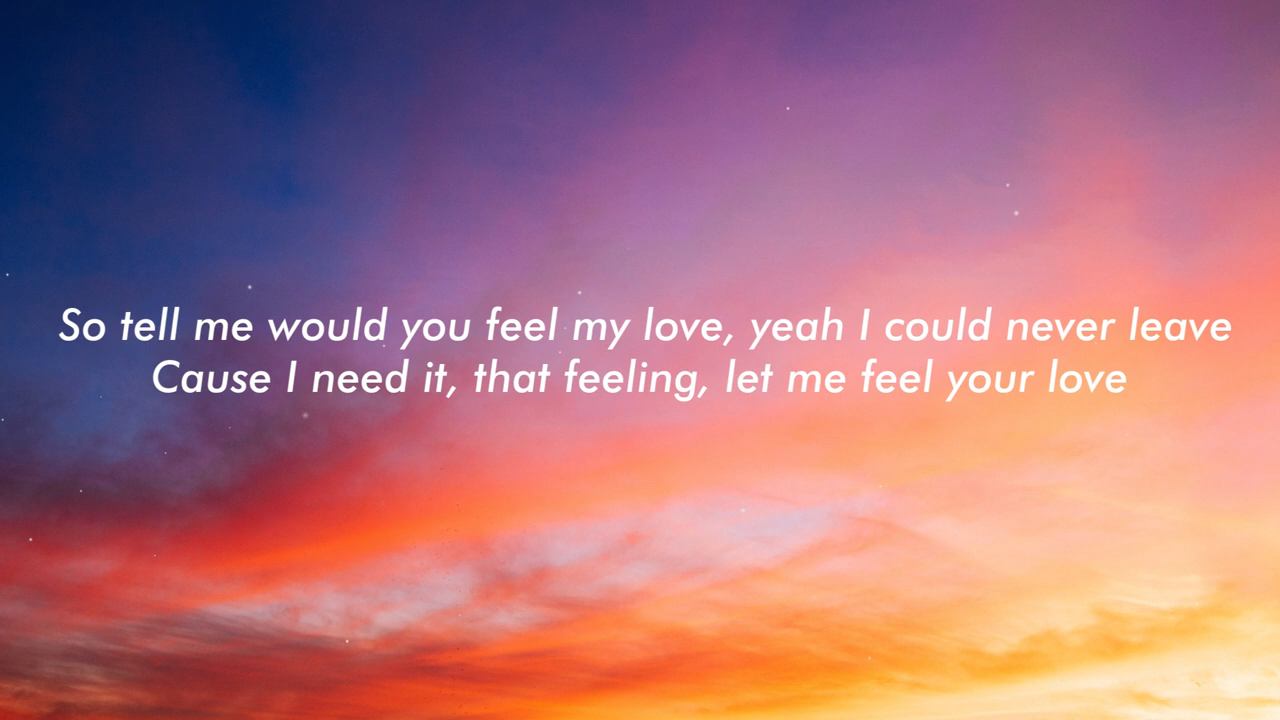 So tell me would you feel my love, yeah I could never leave
Cause I need it, that feeling, let me feel your love